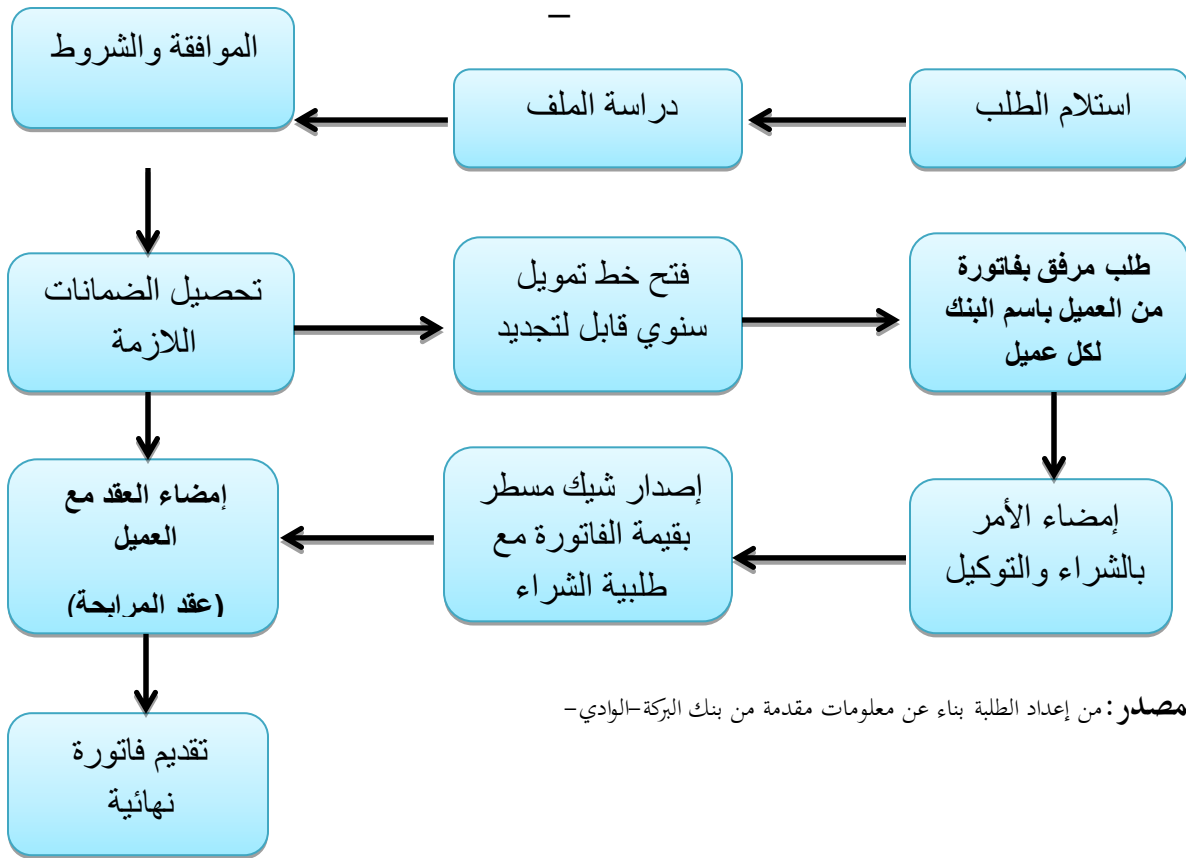 –
استلام الطلب
دراسة الملف
الموافقة والشروط
تحصيل الضمانات
اللازمة
فتح خط تمويل
سنوي قابل لتجديد
طلب مرفق بفاتورة
من العميل باسم البنك
لكل عميل
إمضاء الأمر
بالشراء والتوكيل
إصدار شيك مسطر
بقيمة الفاتورة مع
طلبية الشراء
إمضاء العقد مع
العميل
(عقد المرابحة)
تقديم فاتورة
نهائية
مصدر: من إعداد الطلبة بناء عن معلومات مقدمة من بنك البركة–الوادي–